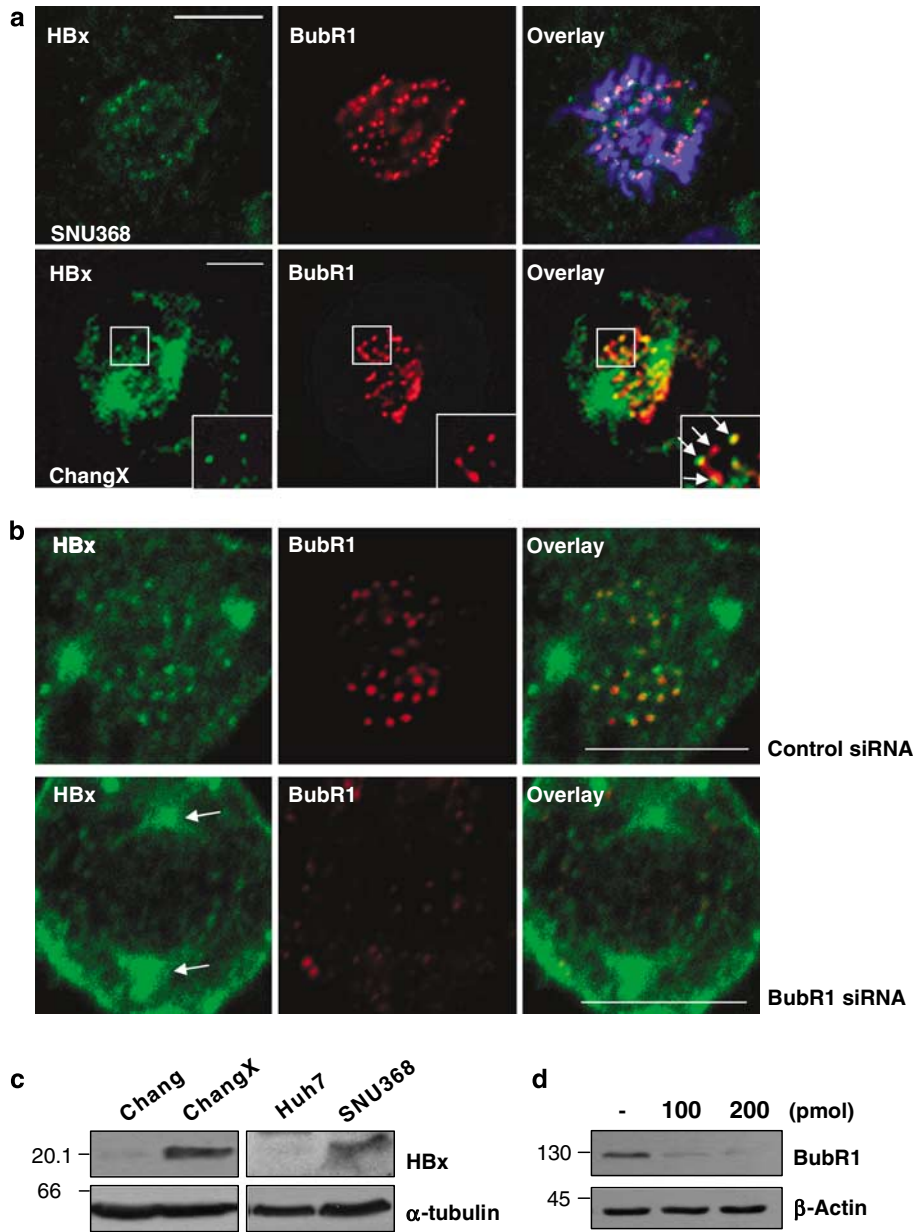 a
HBx BubR1 Overlay
SNU368
HBx BubR1 Overlay
ChangX
b
HBx BubR1 Overlay
Control siRNA
HBx BubR1 Overlay
BubR1 siRNA
c
Chang ChangX Huh7 SNU368
20.1 HBx
66
α-tubulin
d
- 100 200 (pmol)
130 BubR1
45
β-Actin